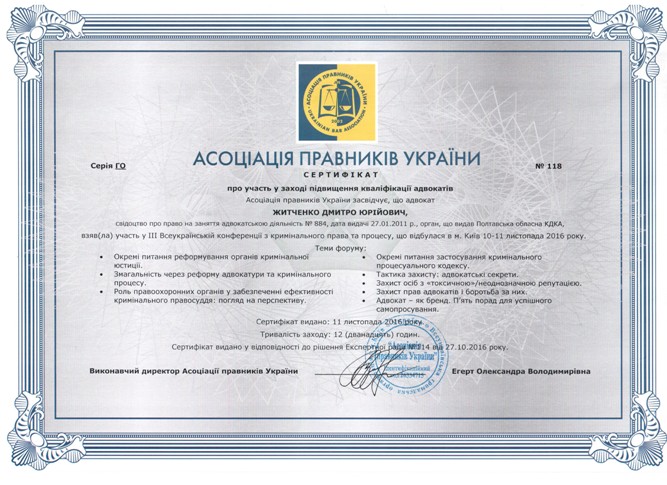 АСОЦІАЦІЯ ПРАВНИКІВ УКРАЇНИ
UKRAINIAN BAR ASSOCIATION
Серія ГО
АСОЦІАЦІЯ ПРАВНИКІВ УКРАЇНИ
№ 118
СЕРТИФІКАТ
про участь у заході підвищення кваліфікації адвокатів
Асоціація правників України засвідчує, що адвокат
ЖИТЧЕНКО ДМИТРО ЮРІЙОВИЧ,
свідоцтво про право на заняття адвокатською діяльністю № 884, дата видачі 27.01.2011 р., орган, що видав Полтавська обласна КДКА,
взяв(ла) участь у III Всеукраїнській конференції з кримінального права та процесу, що відбулася в м. Київ 10-11 листопада 2016 року.
Теми форуму:
• Окремі питання реформування органів кримінальної
юстиції.
• Змагальність через реформу адвокатури та кримінального
процесу.
• Роль правоохоронних органів у забезпеченні ефективності
кримінального правосуддя: погляд на перспективу.
• Окремі питання застосування кримінального
процесуального кодексу.
• Тактика захисту: адвокатські секрети.
• Захист осіб з «токсичною»/неоднозначною репутацією.
• Захист прав адвокатів і боротьба за них.
• Адвокат – як бренд. П'ять порад для успішного
самопросування.
Сертифікат видано: 11 листопада 2016 року.
Тривалість заходу: 12 (дванадцять) годин.
Сертифікат видано у відповідності до рішення Експертної ради №114 від 27.10.2016 року.
Виконавчий директор Асоціації правників України
Егерт Олександра Володимирівна
"Асоціація
правників України"